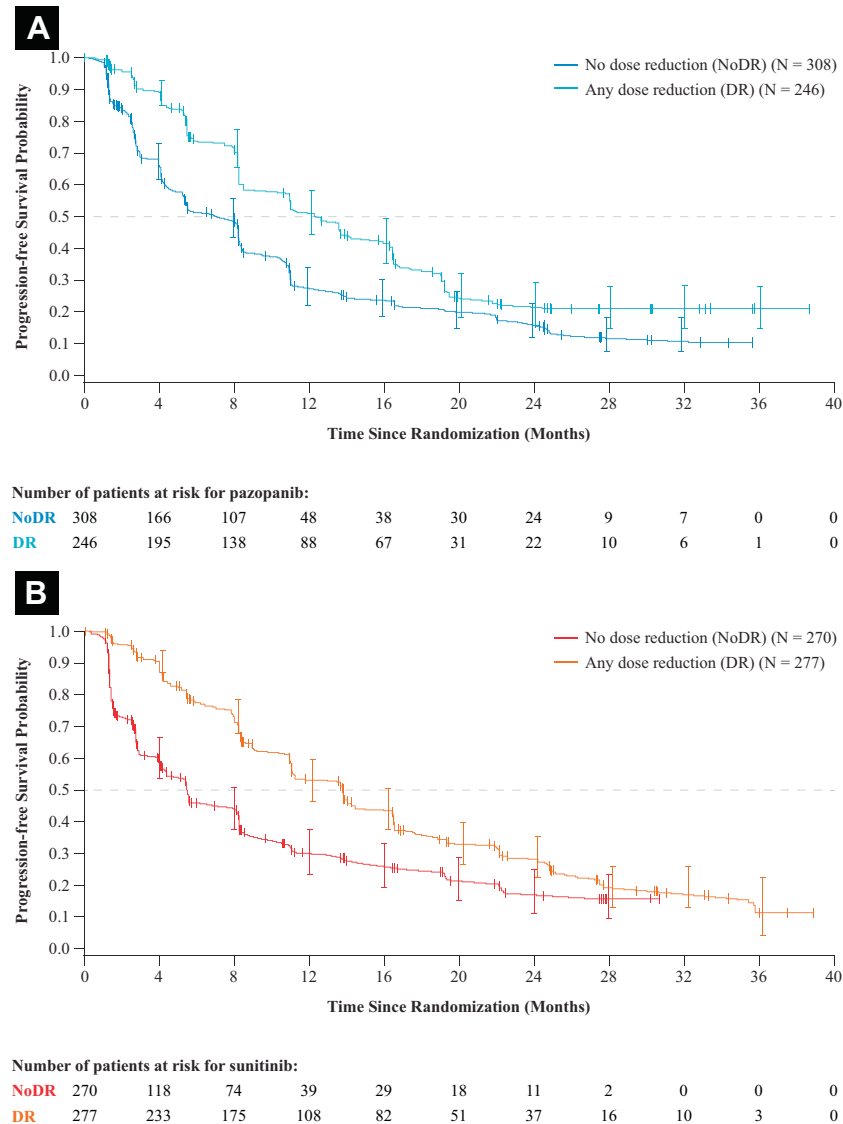 A
1.0
0.9
0.8
0.7
0.6
0.5
0.4
0.3
0.2
0.1
0.0
Progression-free Survival Probability
No dose reduction (NoDR) (N = 308)
Any dose reduction (DR) (N = 246)
0 4 8 12 16 20 24 28 32 36 40
Time Since Randomization (Months)
Number of patients at risk for pazopanib:
NoDR 308 166 107 48 38 30 24 9 7 0 0
DR 246 195 138 88 67 31 22 10 6 1 0
B
1.0
0.9
0.8
0.7
0.6
0.5
0.4
0.3
0.2
0.1
0.0
Progression-free Survival Probability
No dose reduction (NoDR) (N = 270)
Any dose reduction (DR) (N = 277)
0 4 8 12 16 20 24 28 32 36 40
Time Since Randomization (Months)
Number of patients at risk for sunitinib:
NoDR 270 118 74 39 29 18 11 2 0 0 0
DR 277 233 175 108 82 51 37 16 10 3 0